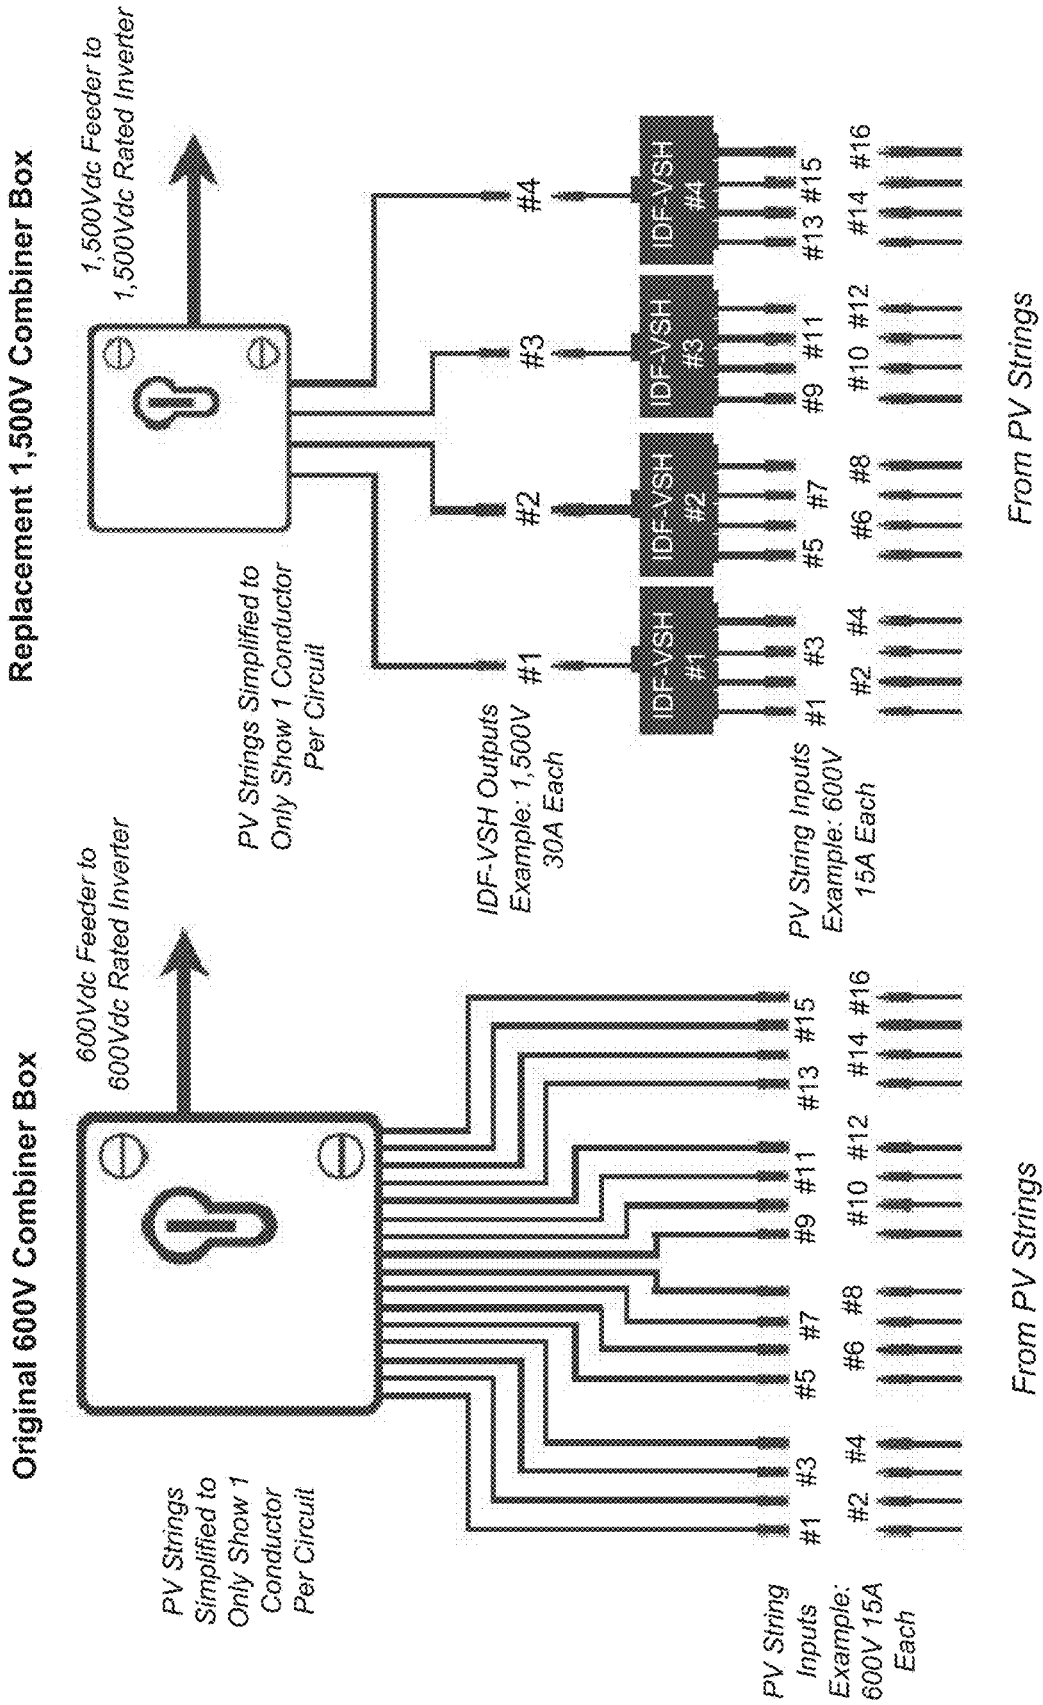 Original 600V Combiner Box
600Vdc Feeder to
600Vdc Rated Inverter
PV Strings
Simplified to
Only Show 1
Conductor
Per Circuit
PV String
Inputs
Example:
600V 15A
Each
#1 #3 #5 #7 #9 #11 #13 #15
#2 #4 #6 #8 #10 #12 #14 #16
From PV Strings
Replacement 1,500V Combiner Box
1,500Vdc Feeder to
1,500Vdc Rated Inverter
PV Strings Simplified to
Only Show 1 Conductor
Per Circuit
IDF-VSH Outputs
Example: 1,500V
30A Each
#1 #2 #3 #4
IDF-VSH
#1
IDF-VSH
#2
IDF-VSH
#3
IDF-VSH
#4
PV String Inputs
Example: 600V
15A Each
#1 #3 #5 #7 #9 #11 #13 #15
#2 #4 #6 #8 #10 #12 #14 #16
From PV Strings